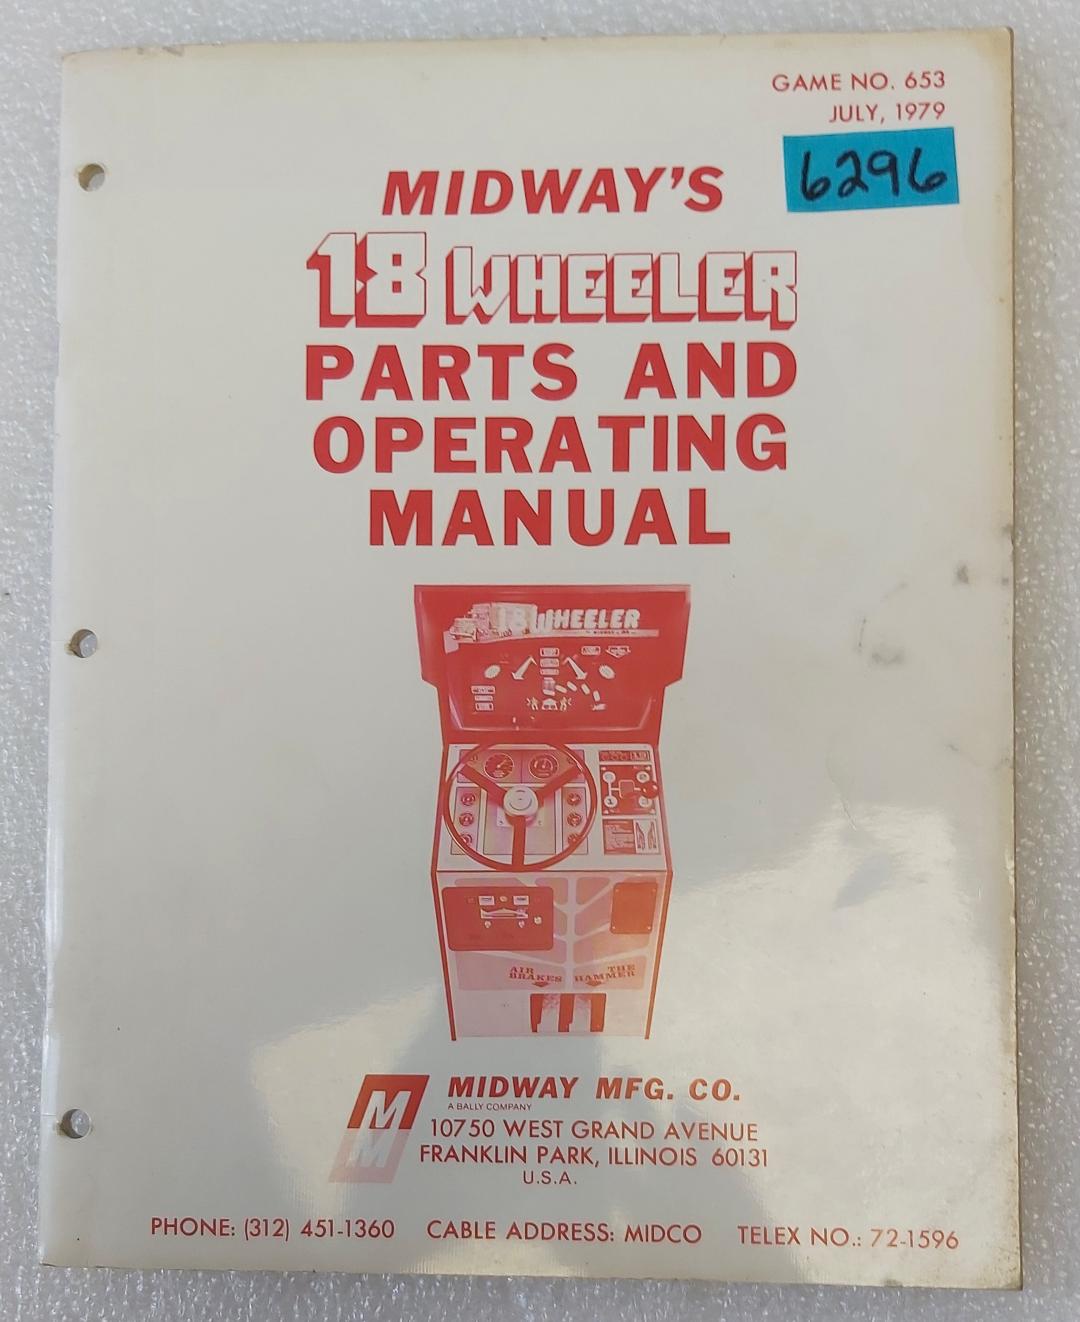 GAME NO. 653
JULY, 1979
6296
MIDWAY'S
18 WHEELER
PARTS AND
OPERATING
MANUAL
18 WHEELER
AIR
BRAKES
THE
HAMMER
MM
MIDWAY MFG. CO.
A BALLY COMPANY
10750 WEST GRAND AVENUE
FRANKLIN PARK, ILLINOIS 60131
U.S.A.
PHONE: (312) 451-1360 CABLE ADDRESS: MIDCO TELEX NO.: 72-1596